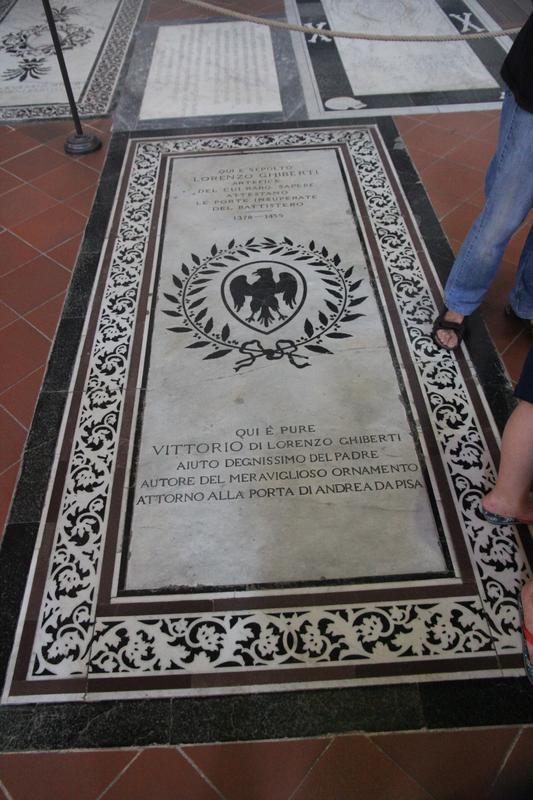 QUI È SEPOLTO
LORENZO GHIBERTI
ARTEFICE
DEL CUI RARO SAPERE
ATTESTANO
LE PORTE INSUPERATE
DEL BATTISTERO
1378-1455
QUI È PURE
VITTORIO DI LORENZO GHIBERTI
AIUTO DEGNISSIMO DEL PADRE
AUTORE DEL MERAVIGLIOSO ORNAMENTO
ATTORNO ALLA PORTA DI ANDREA DA PISA